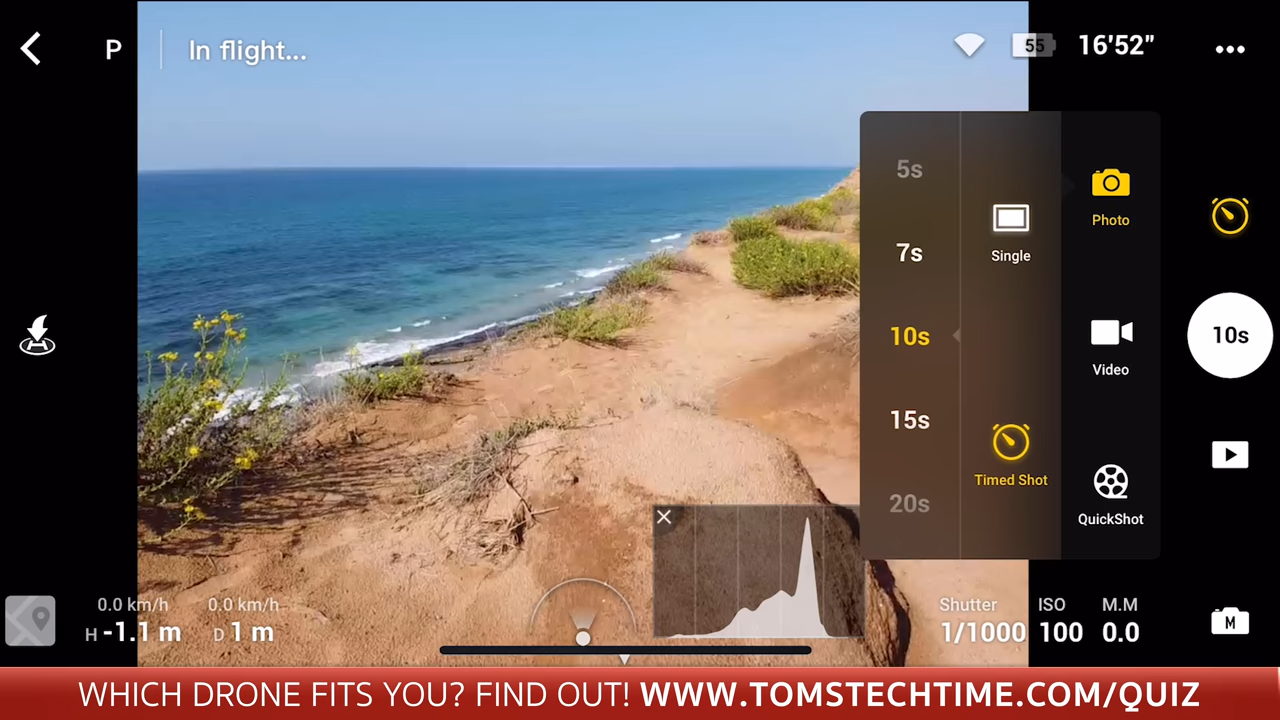 P
In flight...
55
16'52"
5s
7s
10s
15s
20s
Single
Timed Shot
Photo
Video
QuickShot
10s
0.0 km/h
0.0 km/h
H -1.1 m
D 1 m
Shutter
1/1000
ISO
100
M.M
0.0
M
WHICH DRONE FITS YOU? FIND OUT! WWW.TOMSTECHTIME.COM/QUIZ